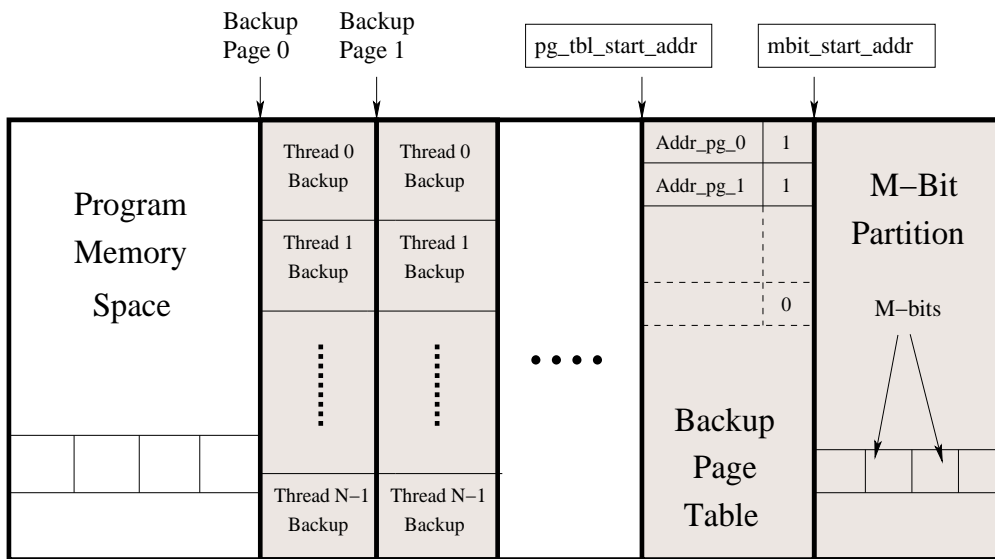 Backup
Page 0
Backup
Page 1
pg_tbl_start_addr
mbit_start_addr
Program
Memory
Space
Thread 0
Backup
Thread 1
Backup
Thread N−1
Backup
Thread 0
Backup
Thread 1
Backup
Thread N−1
Backup
Addr_pg_0 1
Addr_pg_1 1
0
Backup
Page
Table
M−Bit
Partition
M−bits